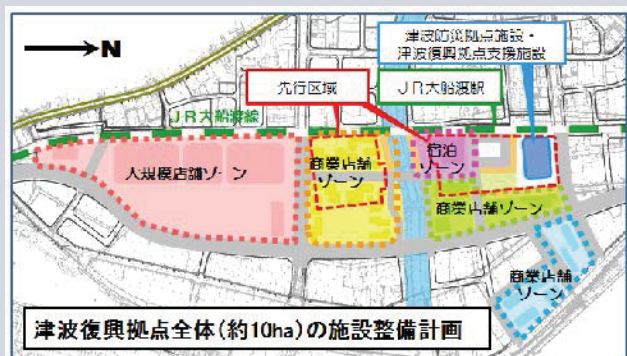 津波防災拠点施設・
津波復興拠点支援施設
N
先行区域
JR大船渡駅
JR大船渡線
大規模店舗ゾーン
商業店舗
ゾーン
宿泊
ゾーン
商業店舗ゾーン
商業店舗
ゾーン
津波復興拠点全体(約10ha)の施設整備計画